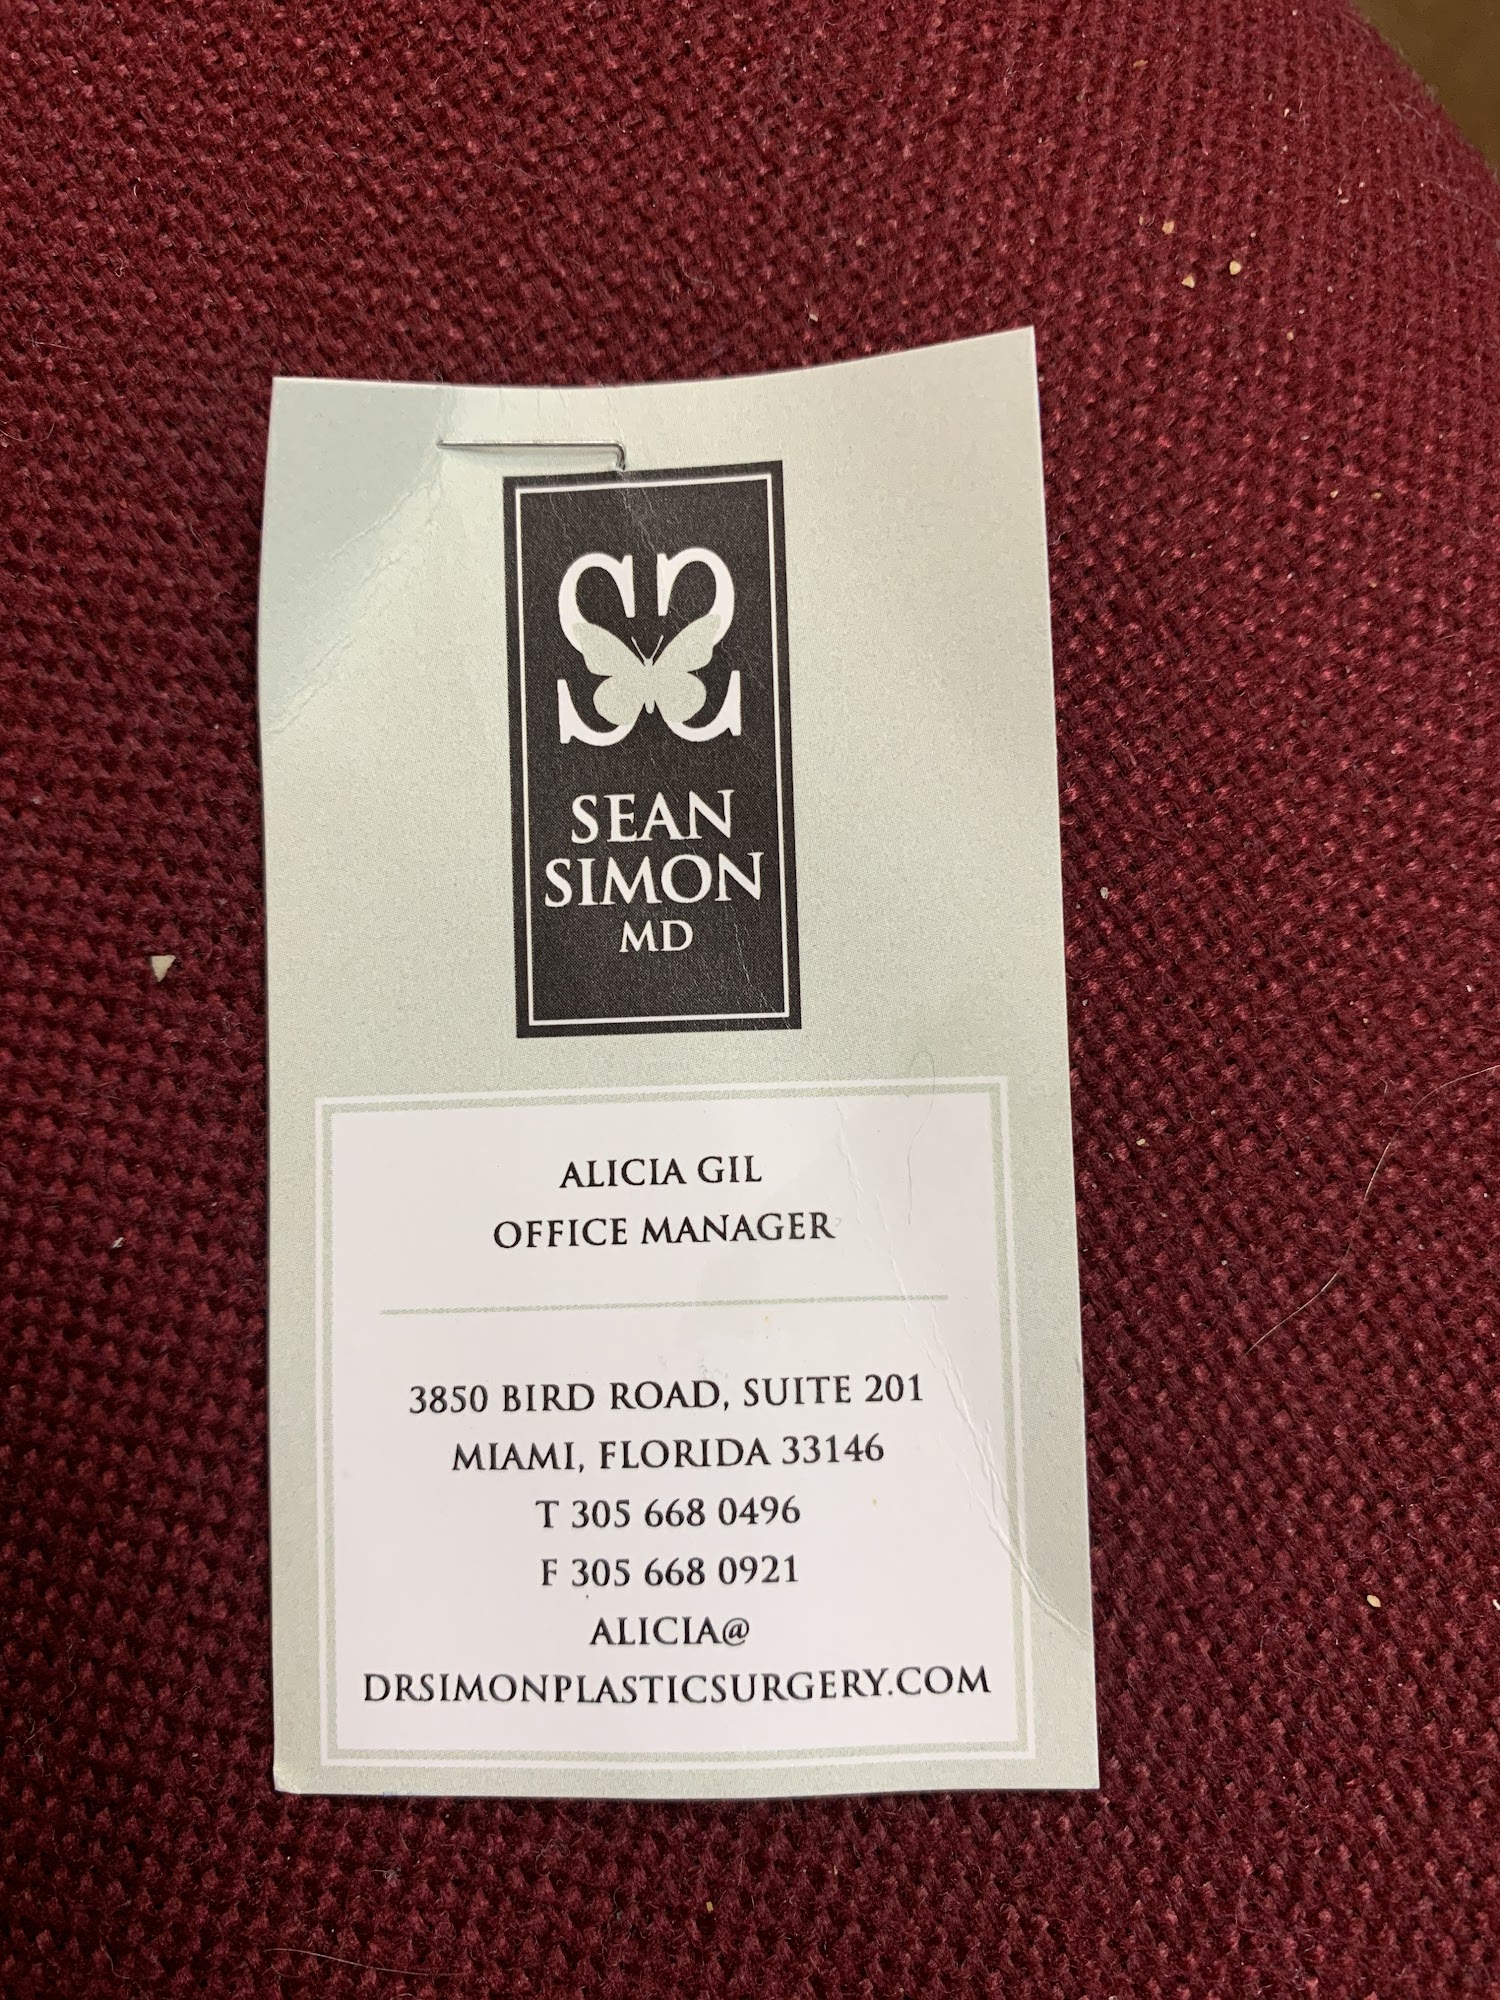 SEAN
SIMON
MD
ALICIA GIL
OFFICE MANAGER
3850 BIRD ROAD, SUITE 201
MIAMI, FLORIDA 33146
T 305 668 0496
F 305 668 0921
ALICIA@
DRSIMONPLASTICSURGERY.COM